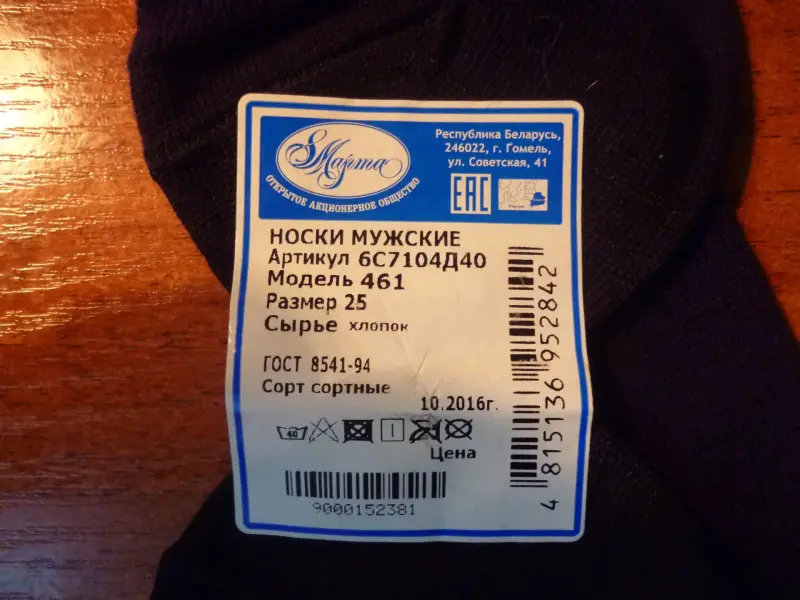 8 Марта
ОТКРЫТОЕ АКЦИОНЕРНОЕ ОБЩЕСТВО
Республика Беларусь,
246022, г. Гомель,
ул. Советская, 41
EAC
НОСКИ МУЖСКИЕ
Артикул 6С7104Д40
Модель 461
Размер 25
Сырье хлопок
ГОСТ 8541-94
Сорт сортные
10.2016г.
40
Цена
9000152381
4 815136 952842